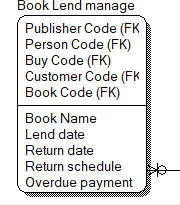 Book Lend manage
Publisher Code (FK
Person Code (FK)
Buy Code (FK)
Customer Code (FK
Book Code (FK)
Book Name
Lend date
Return date
Return schedule
Overdue payment